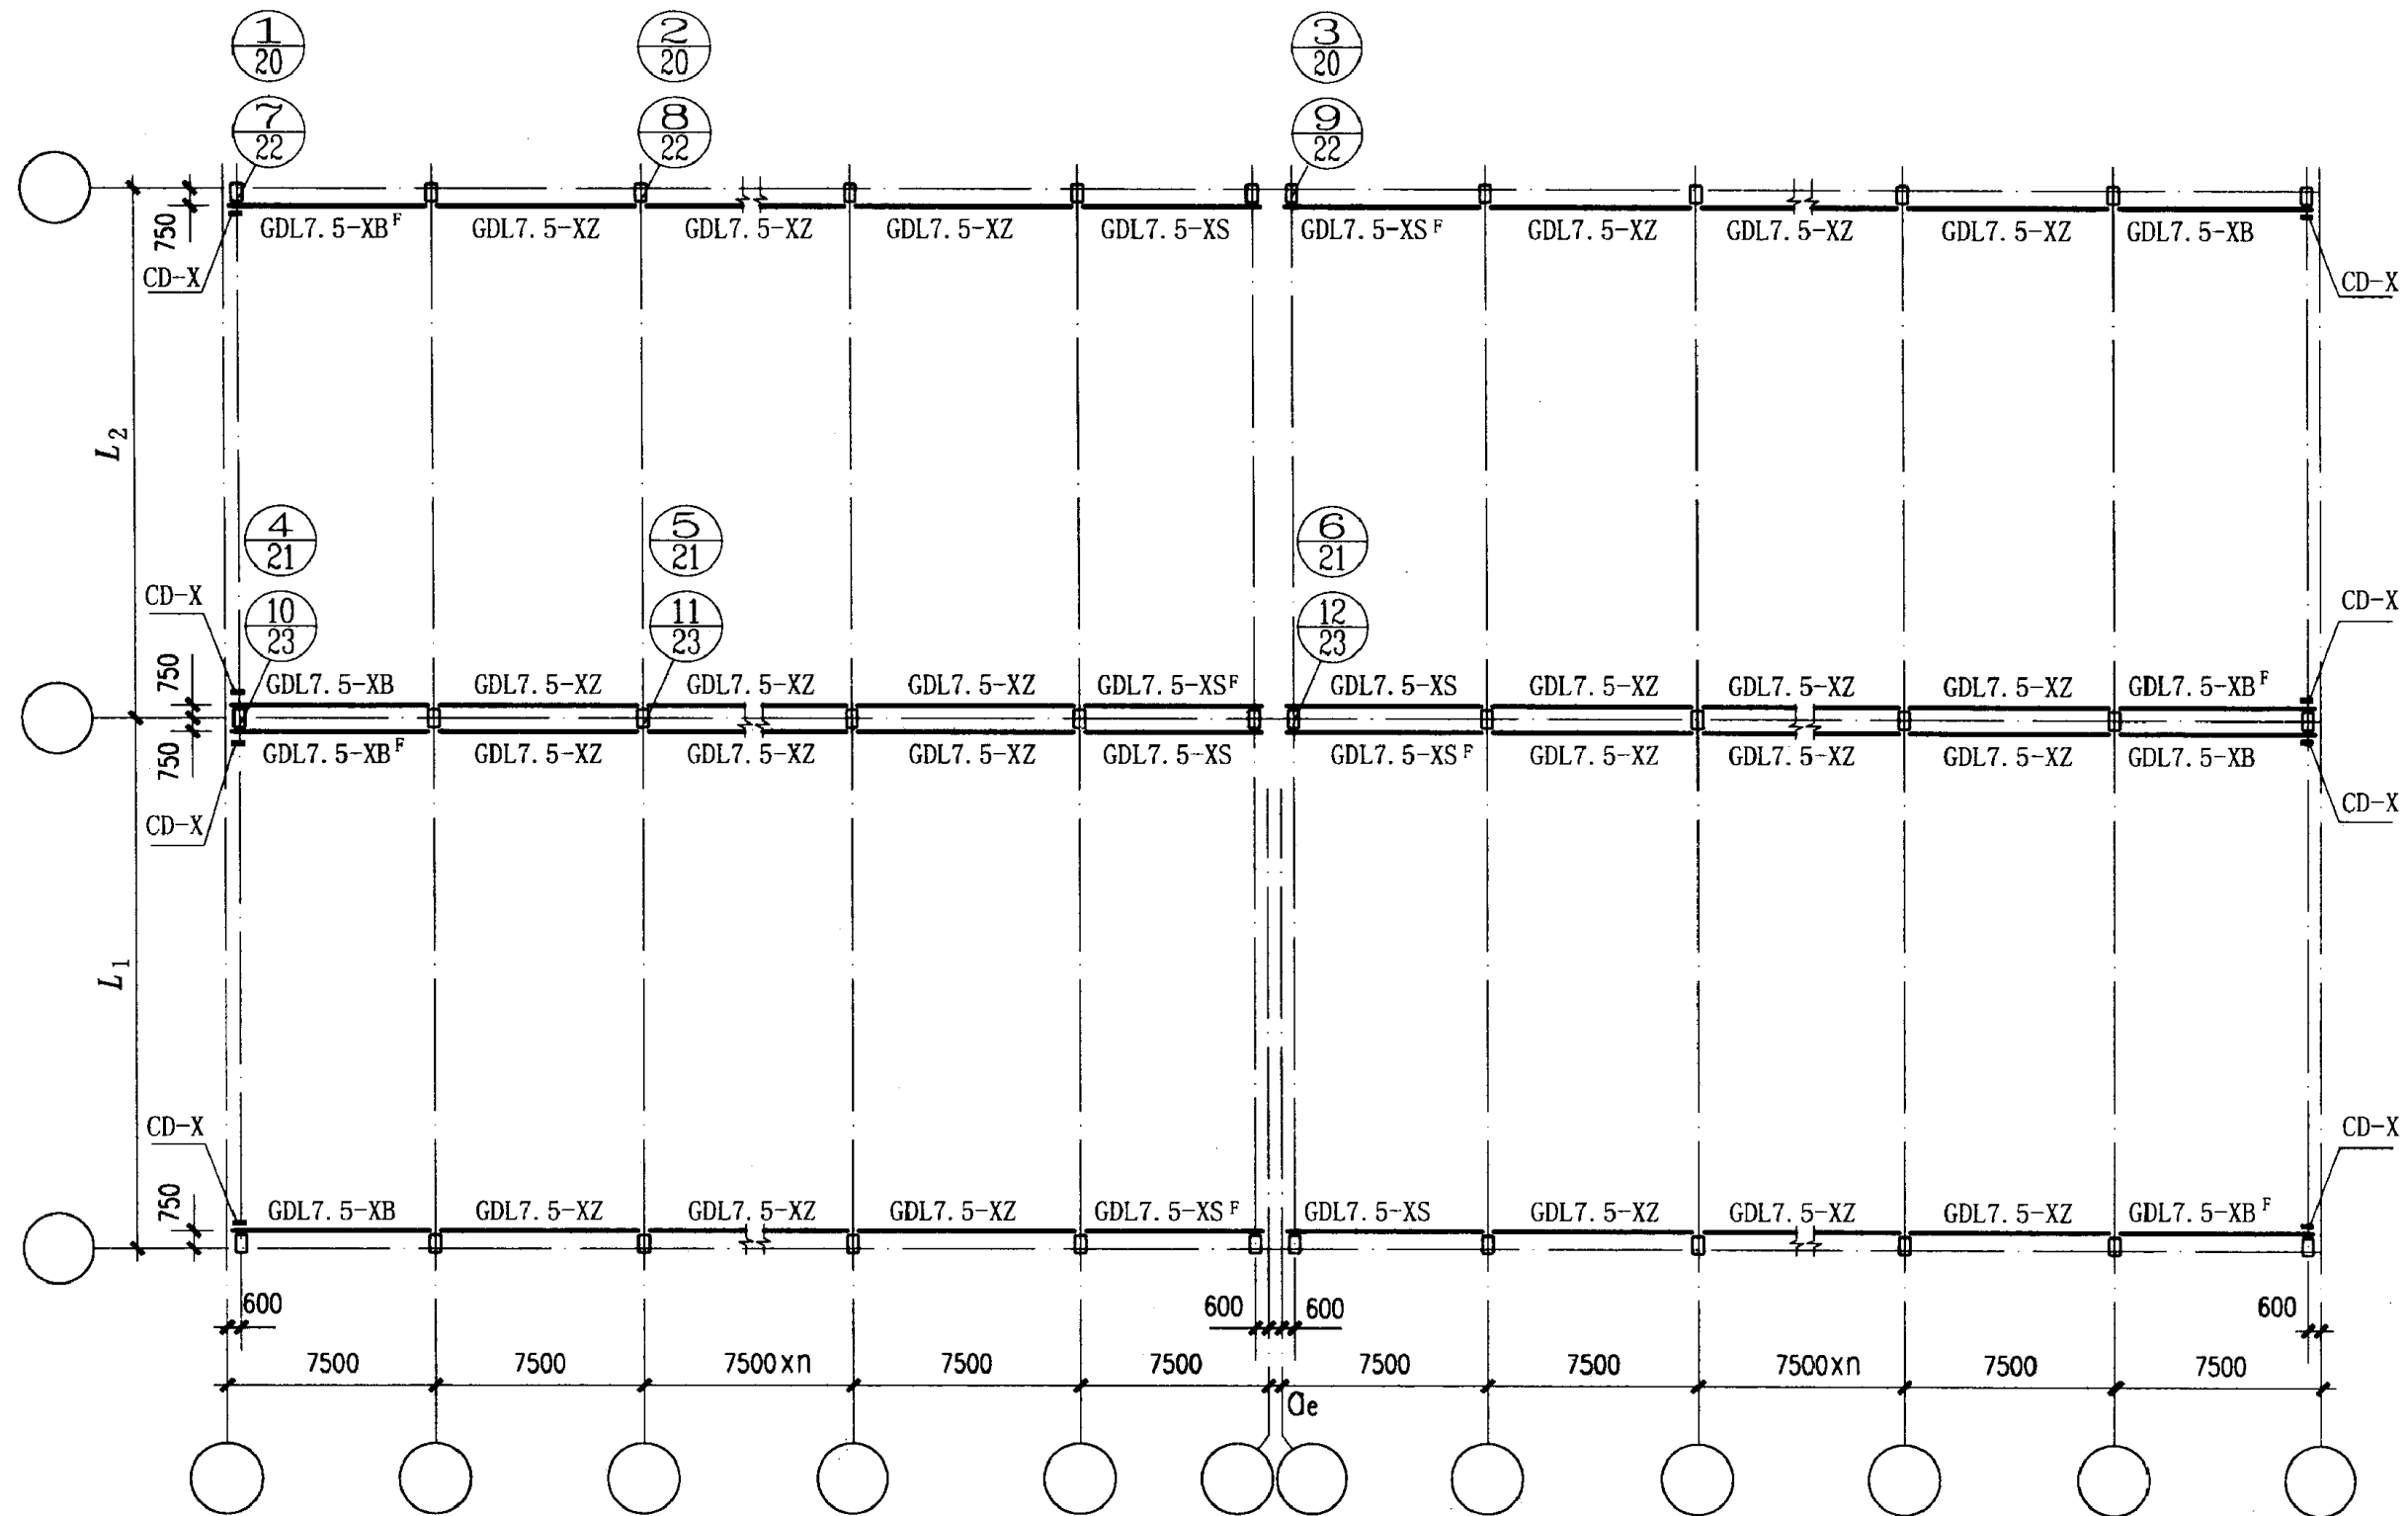 1 2 3
20 20 20
7 8 9
22 22 22
750
GDL7.5-XB^F GDL7.5-XZ GDL7.5-XZ GDL7.5-XZ GDL7.5-XS GDL7.5-XS^F GDL7.5-XZ GDL7.5-XZ GDL7.5-XZ GDL7.5-XB
CD-X CD-X
L₂
4 5 6
21 21 21
CD-X CD-X
10 11 12
23 23 23
750
GDL7.5-XB GDL7.5-XZ GDL7.5-XZ GDL7.5-XZ GDL7.5-XS^F GDL7.5-XS GDL7.5-XZ GDL7.5-XZ GDL7.5-XZ GDL7.5-XB^F
750
GDL7.5-XB^F GDL7.5-XZ GDL7.5-XZ GDL7.5-XZ GDL7.5-XS GDL7.5-XS^F GDL7.5-XZ GDL7.5-XZ GDL7.5-XZ GDL7.5-XB
CD-X CD-X
L₁
CD-X CD-X
750
GDL7.5-XB GDL7.5-XZ GDL7.5-XZ GDL7.5-XZ GDL7.5-XS^F GDL7.5-XS GDL7.5-XZ GDL7.5-XZ GDL7.5-XZ GDL7.5-XB^F
600 600 600 600
7500 7500 7500xn 7500 7500 7500 7500 7500xn 7500 7500
ae